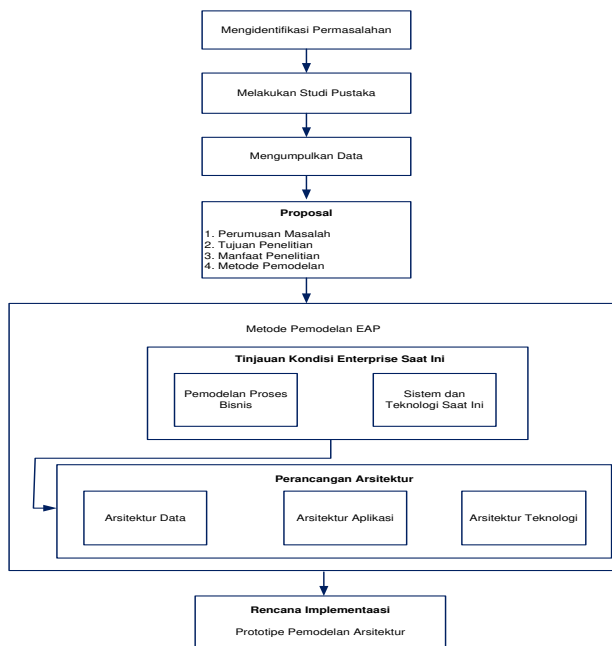 Mengidentifikasi Permasalahan
Melakukan Studi Pustaka
Mengumpulkan Data
Proposal
1. Perumusan Masalah
2. Tujuan Penelitian
3. Manfaat Penelitian
4. Metode Pemodelan
Metode Pemodelan EAP
Tinjauan Kondisi Enterprise Saat Ini
Pemodelan Proses
Bisnis
Sistem dan
Teknologi Saat Ini
Perancangan Arsitektur
Arsitektur Data
Arsitektur Aplikasi
Arsitektur Teknologi
Rencana Implementaasi
Prototipe Pemodelan Arsitektur